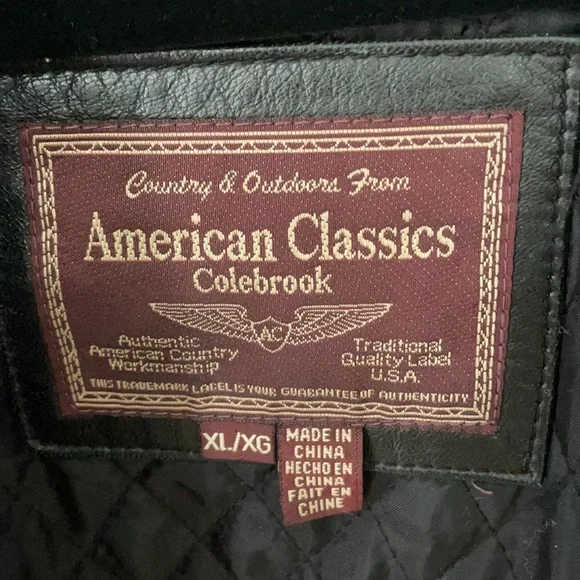 Country & Outdoors From
American Classics
Colebrook
AC
Authentic
American Country
Workmanship
Traditional
Quality Label
U.S.A.
THIS TRADEMARK LABEL IS YOUR GUARANTEE OF AUTHENTICITY
XL/XG
MADE IN
CHINA
HECHO EN
CHINA
FAIT EN
CHINE